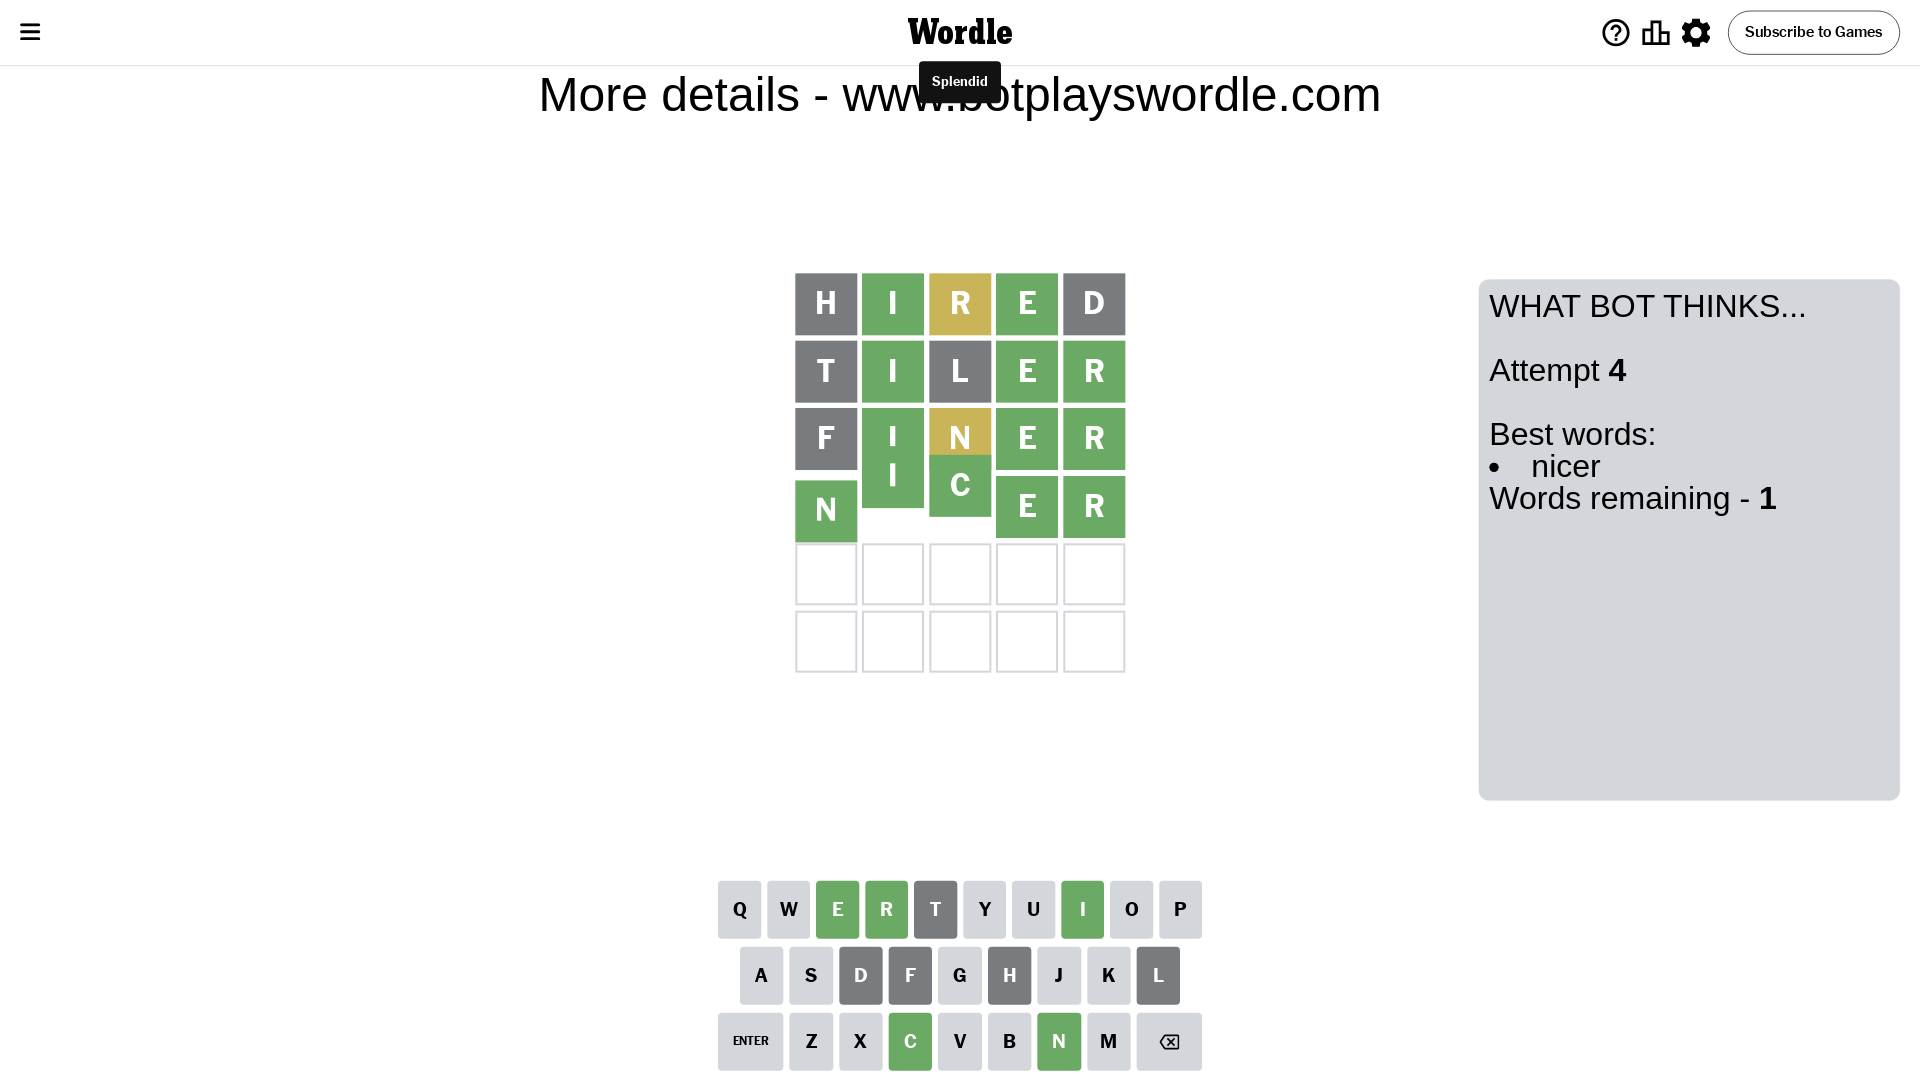 Wordle
Subscribe to Games
Splendid
More details - www.botplayswordle.com
H I R E D
T I L E R
F I N E R
N I C E R
WHAT BOT THINKS...
Attempt 4
Best words:
• nicer
Words remaining - 1
Q W E R T Y U I O P
A S D F G H J K L
ENTER Z X C V B N M